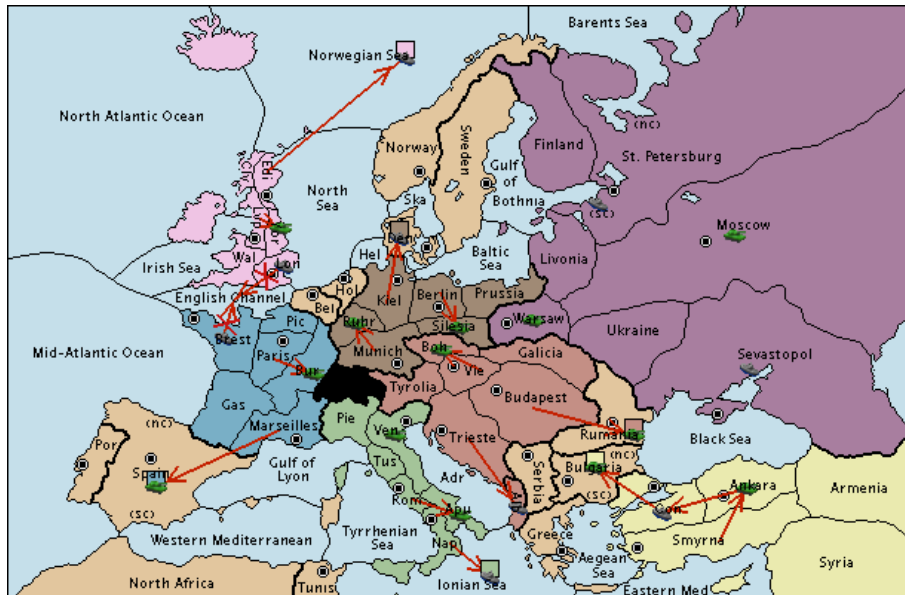 Barents Sea
Norwegian Sea
North Atlantic Ocean
(nc)
Norway
Sweden
Finland
St. Petersburg
Edi
Cly
North
Sea
Ska
Gulf
of
Bothnia
(sc)
Moscow
Den
Livonia
Wal
Lon
Hel
Baltic
Sea
Irish Sea
Hol
English Channel
Kiel
Berlin
Prussia
Bel
Warsaw
Ukraine
Pic
Ruhr
Silesia
Mid-Atlantic Ocean
Brest
Paris
Munich
Boh
Galicia
Sevastopol
Bur
Vie
Tyrolia
Budapest
Gas
(nc)
Marseilles
Pie
Ven
Trieste
Rumania
Black Sea
Por
Spain
Gulf of
Lyon
Tus
Adr
Serbia
(nc)
Bulgaria
Ankara
Armenia
(sc)
Rom
Apu
Alb
(sc)
Con
Western Mediterranean
Tyrrhenian
Sea
Nap
Greece
Smyrna
Aegean
Sea
Syria
North Africa
Tunis
Ionian Sea
Eastern Med